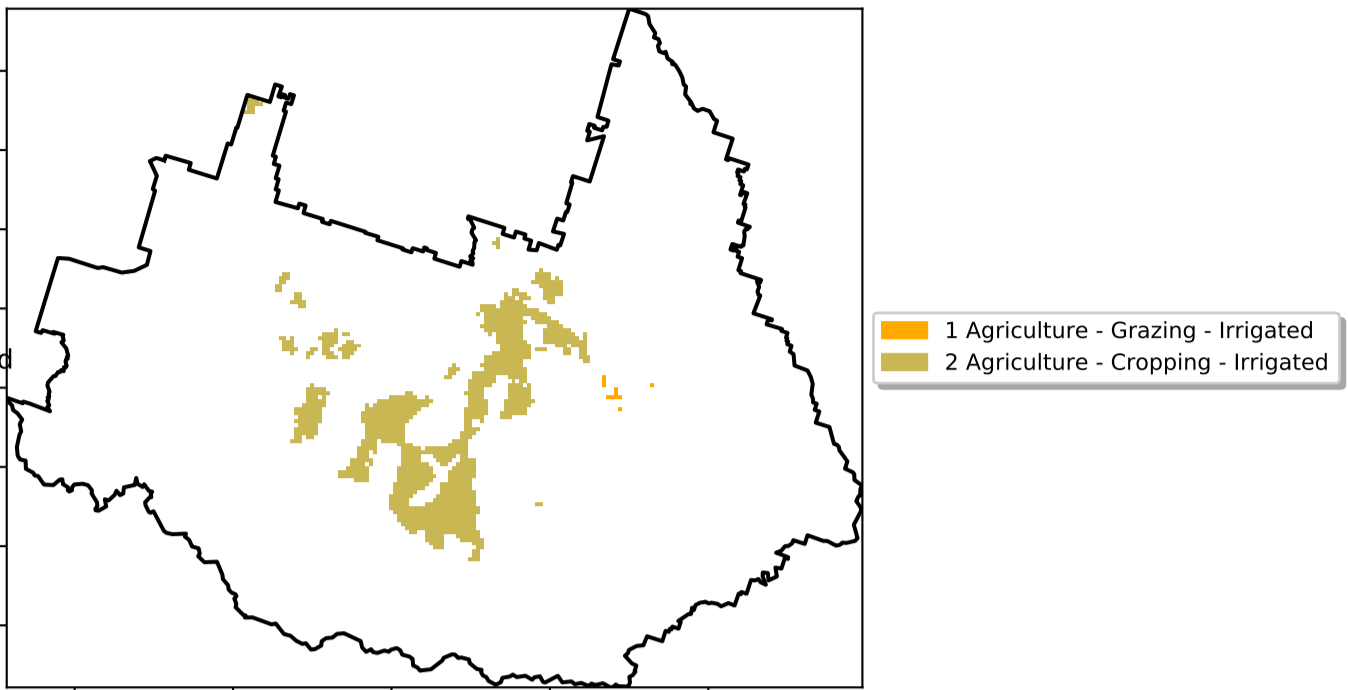 1 Agriculture - Grazing - Irrigated
2 Agriculture - Cropping - Irrigated
d